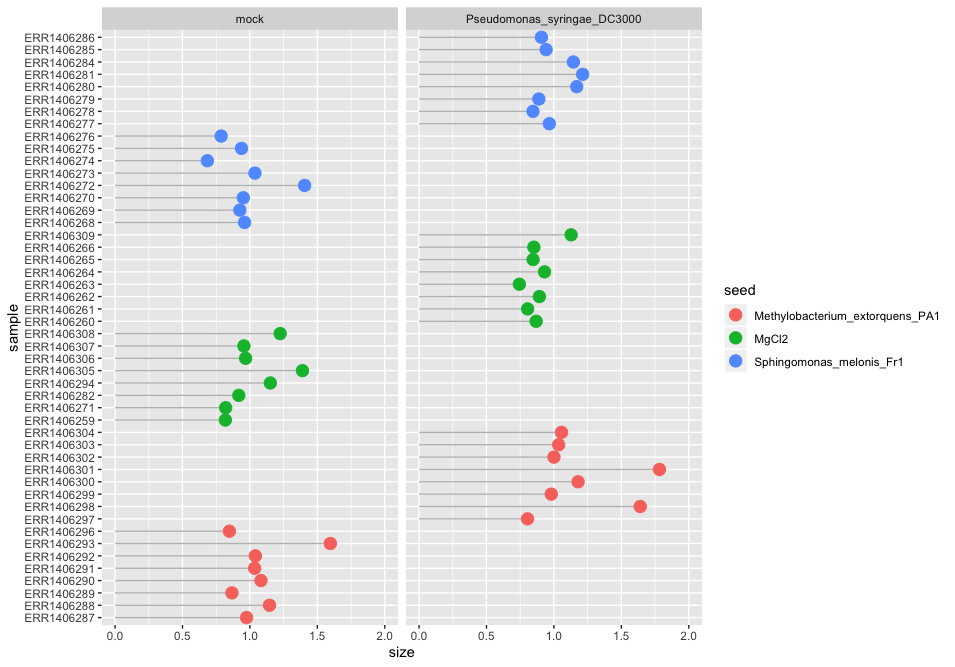 mock
Pseudomonas_syringae_DC3000
ERR1406286
ERR1406285
ERR1406284
ERR1406281
ERR1406280
ERR1406279
ERR1406278
ERR1406277
ERR1406276
ERR1406275
ERR1406274
ERR1406273
ERR1406272
ERR1406270
ERR1406269
ERR1406268
ERR1406309
ERR1406266
ERR1406265
ERR1406264
ERR1406263
ERR1406262
ERR1406261
ERR1406260
ERR1406308
ERR1406307
ERR1406306
ERR1406305
ERR1406294
ERR1406282
ERR1406271
ERR1406259
ERR1406304
ERR1406303
ERR1406302
ERR1406301
ERR1406300
ERR1406299
ERR1406298
ERR1406297
ERR1406296
ERR1406293
ERR1406292
ERR1406291
ERR1406290
ERR1406289
ERR1406288
ERR1406287
sample
0.0 0.5 1.0 1.5 2.0
0.0 0.5 1.0 1.5 2.0
size
seed
Methylobacterium_extorquens_PA1
MgCl2
Sphingomonas_melonis_Fr1